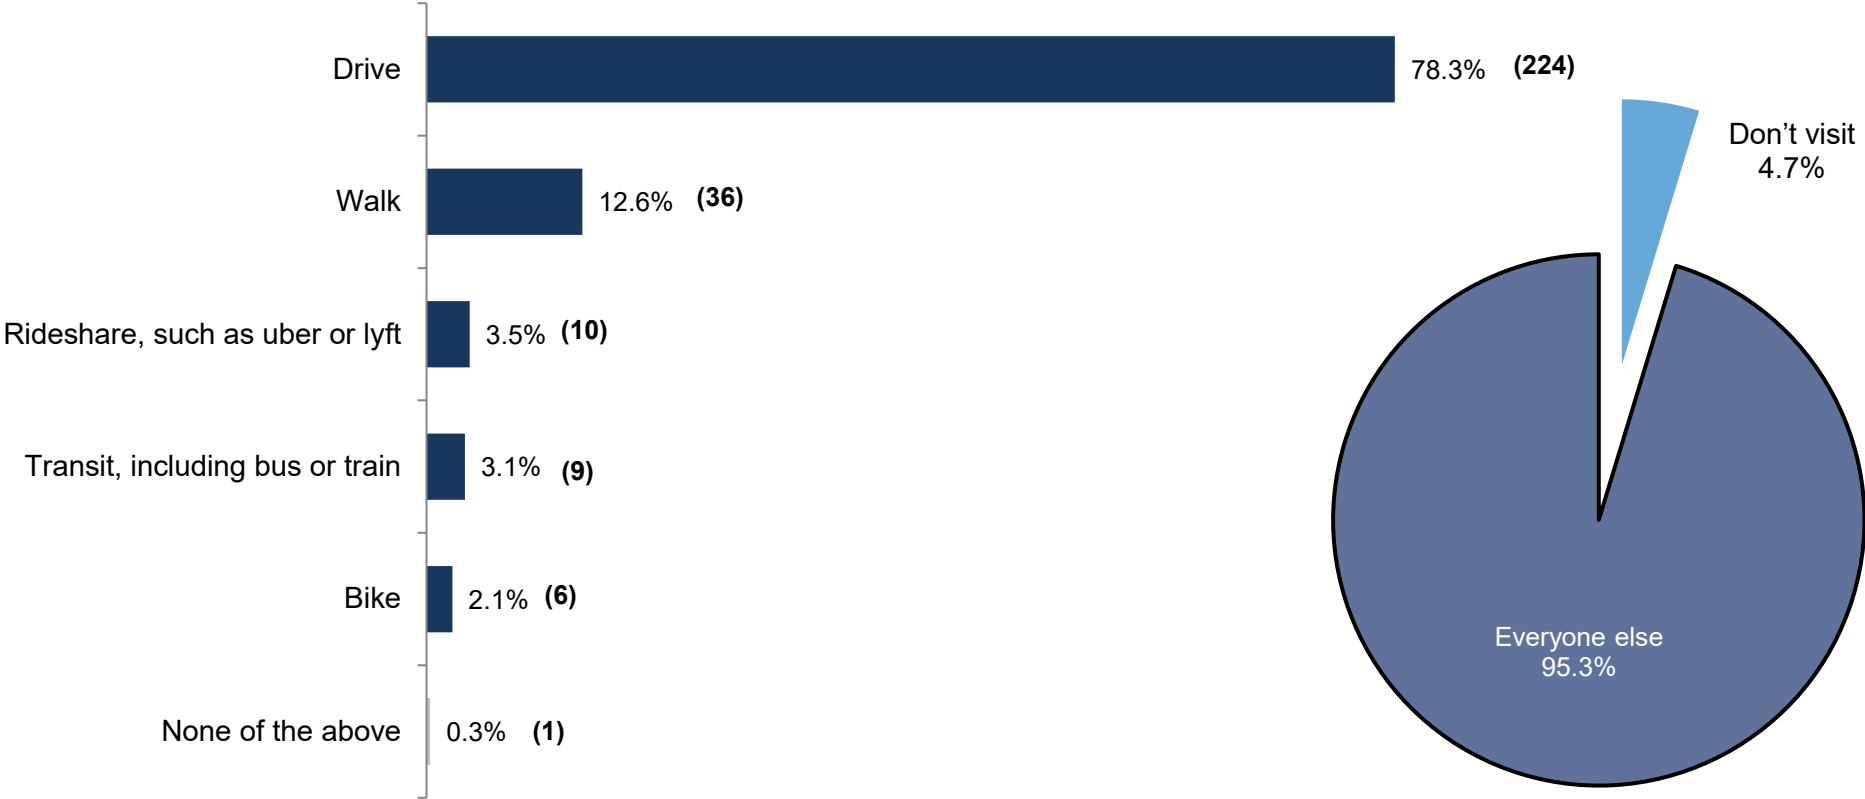 Drive 78.3% (224)
Don’t visit
4.7%
Walk 12.6% (36)
Rideshare, such as uber or lyft 3.5% (10)
Transit, including bus or train 3.1% (9)
Bike 2.1% (6)
Everyone else
95.3%
None of the above 0.3% (1)